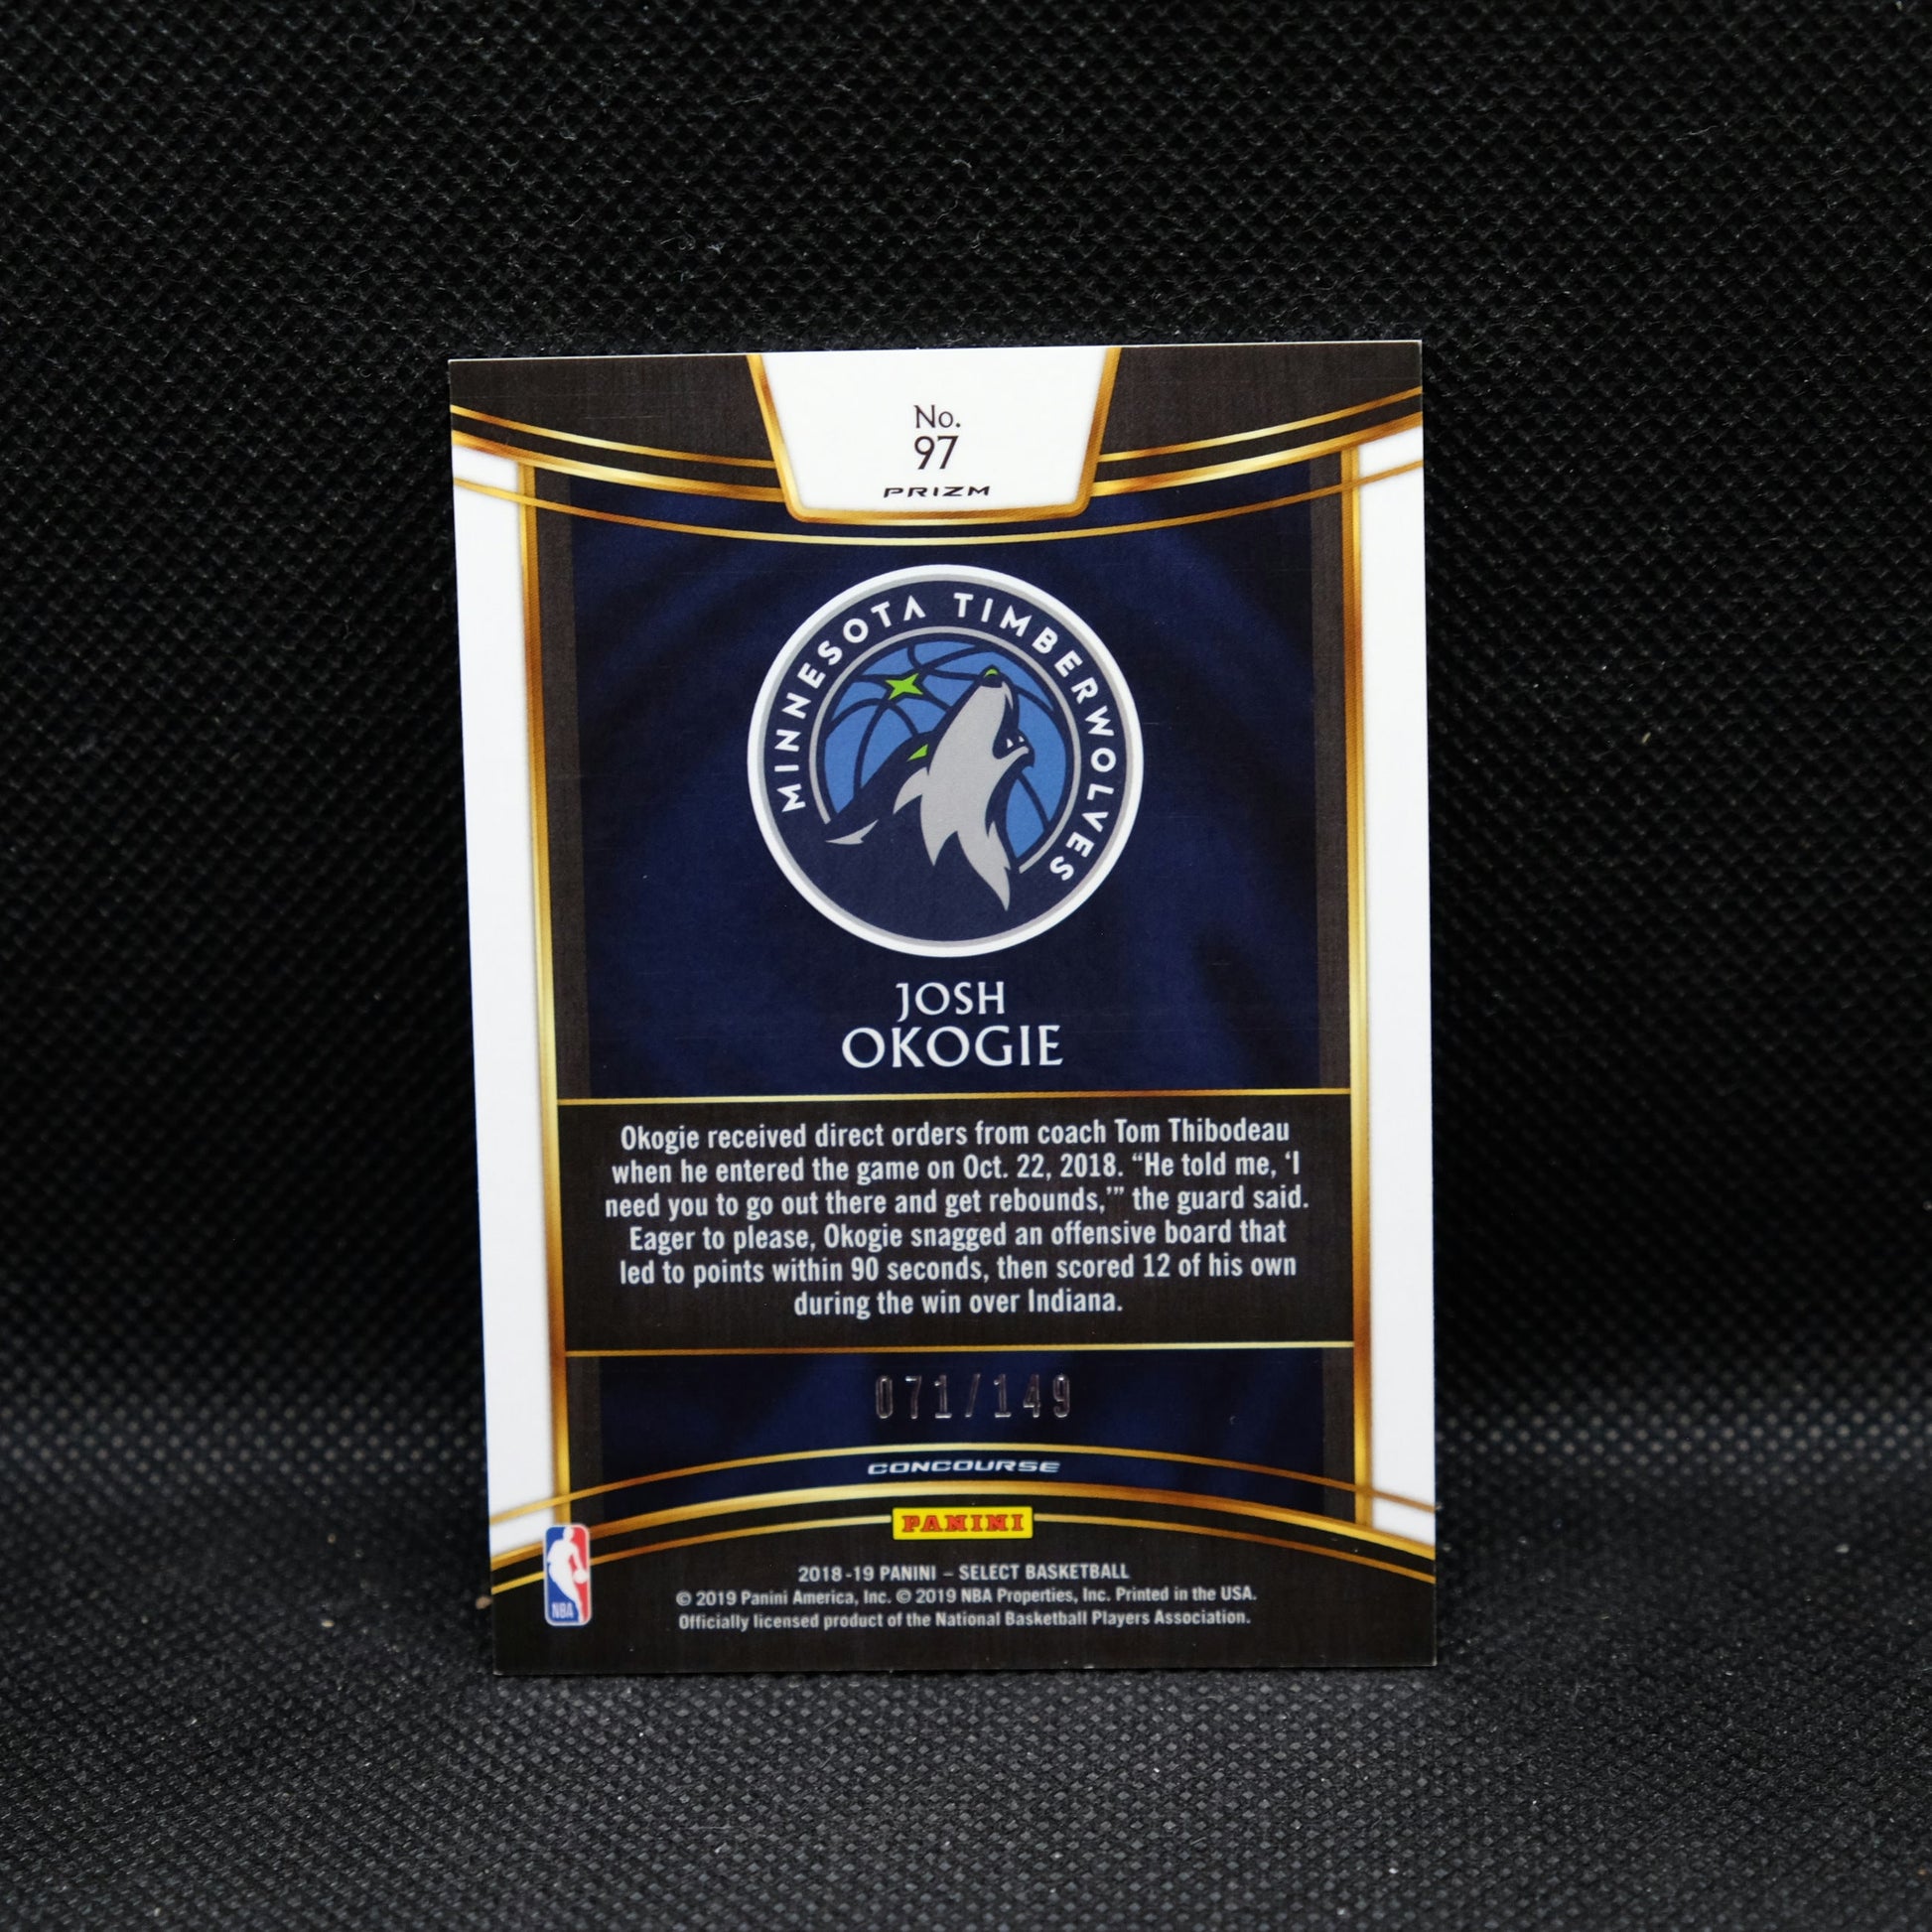 No.
97
PRIZM
MINNESOTA TIMBERWOLVES
JOSH
OKOGIE
Okogie received direct orders from coach Tom Thibodeau
when he entered the game on Oct. 22, 2018. “He told me, ‘I
need you to go out there and get rebounds,’” the guard said.
Eager to please, Okogie snagged an offensive board that
led to points within 90 seconds, then scored 12 of his own
during the win over Indiana.
071/149
CONCOURSE
PANINI
NBA
2018-19 PANINI – SELECT BASKETBALL
© 2019 Panini America, Inc. © 2019 NBA Properties, Inc. Printed in the USA.
Officially licensed product of the National Basketball Players Association.